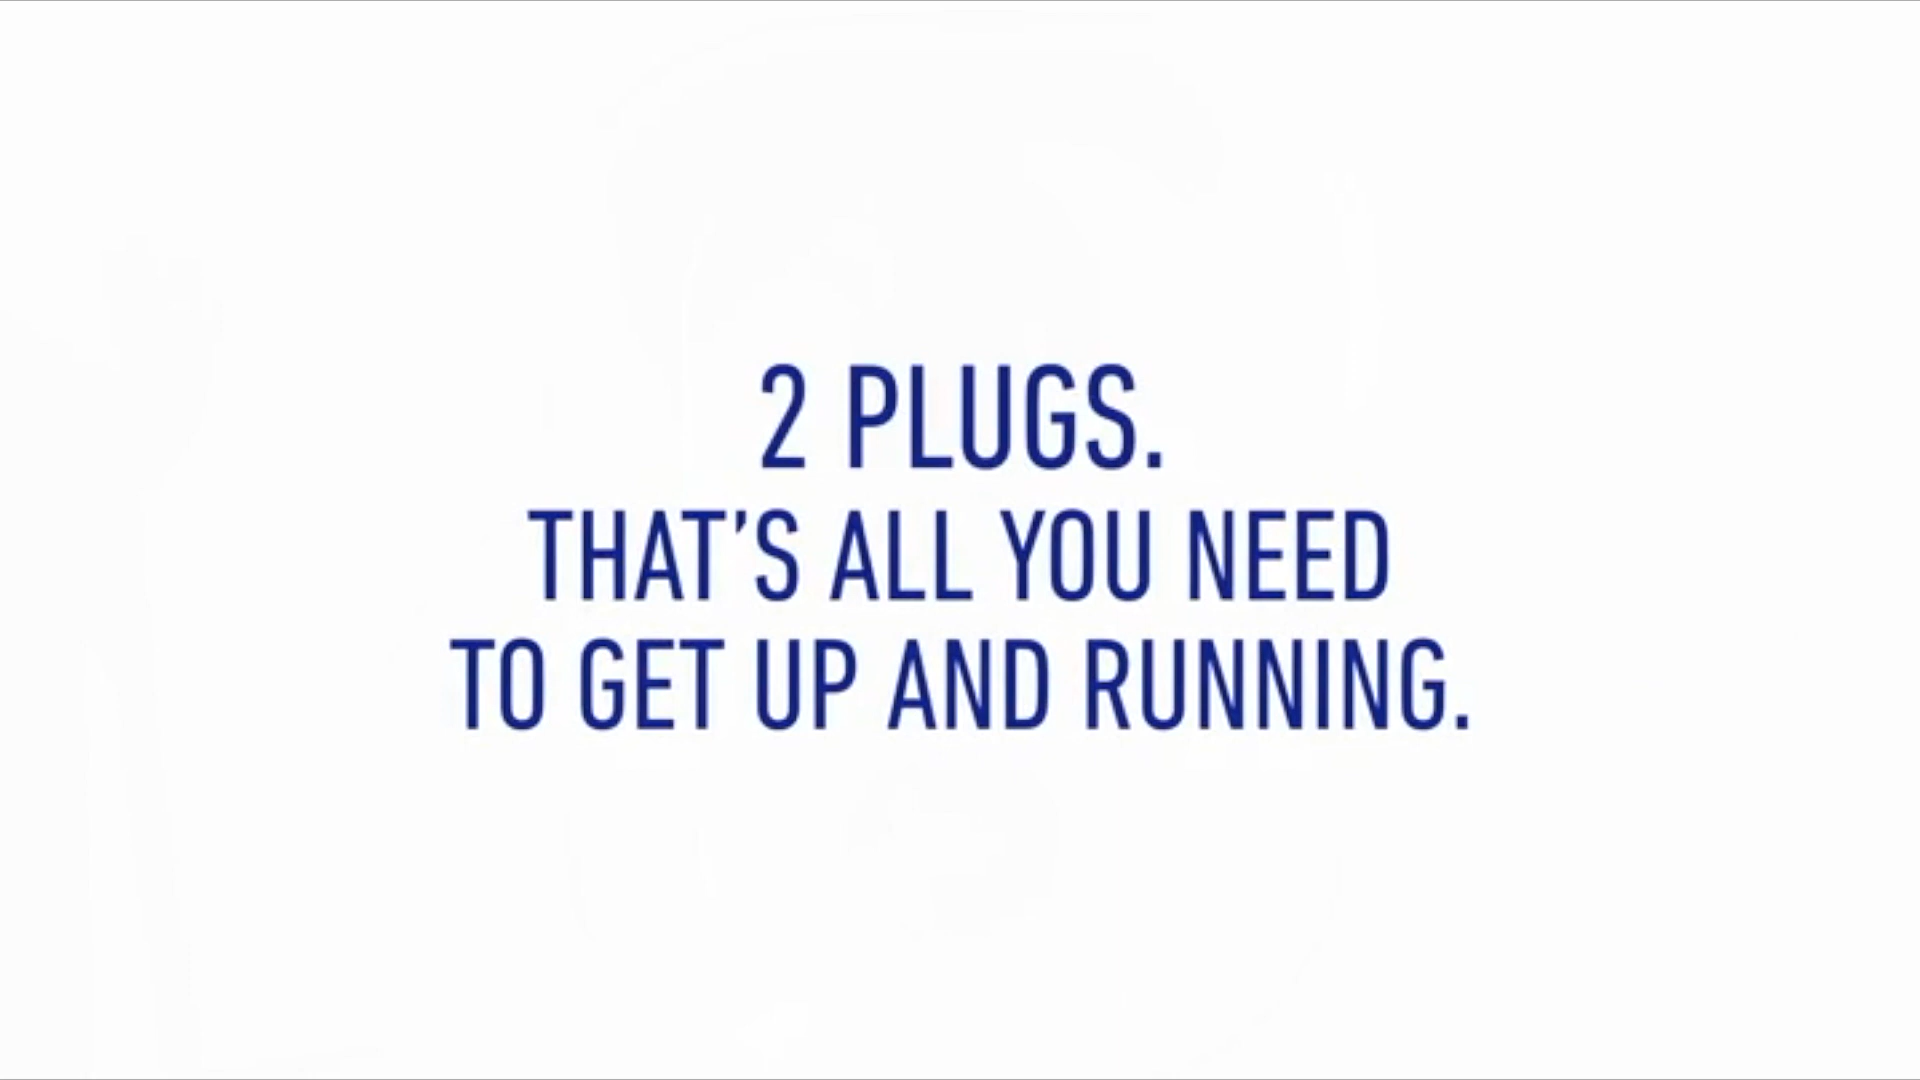 2 PLUGS.
THAT’S ALL YOU NEED
TO GET UP AND RUNNING.